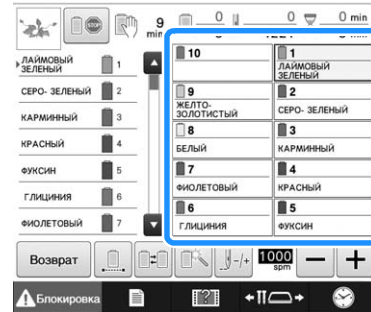 9 min
0
0
0 min
ЛАЙМОВЫЙ ЗЕЛЕНЫЙ 1
СЕРО- ЗЕЛЕНЫЙ 2
КАРМИННЫЙ 3
КРАСНЫЙ 4
ФУКСИН 5
ГЛИЦИНИЯ 6
ФИОЛЕТОВЫЙ 7
10
1
ЛАЙМОВЫЙ
ЗЕЛЕНЫЙ
9
ЖЕЛТО-
ЗОЛОТИСТЫЙ
2
СЕРО- ЗЕЛЕНЫЙ
8
БЕЛЫЙ
3
КАРМИННЫЙ
7
ФИОЛЕТОВЫЙ
4
КРАСНЫЙ
6
ГЛИЦИНИЯ
5
ФУКСИН
Возврат
-/+
1000
spm
− +
Блокировка
?